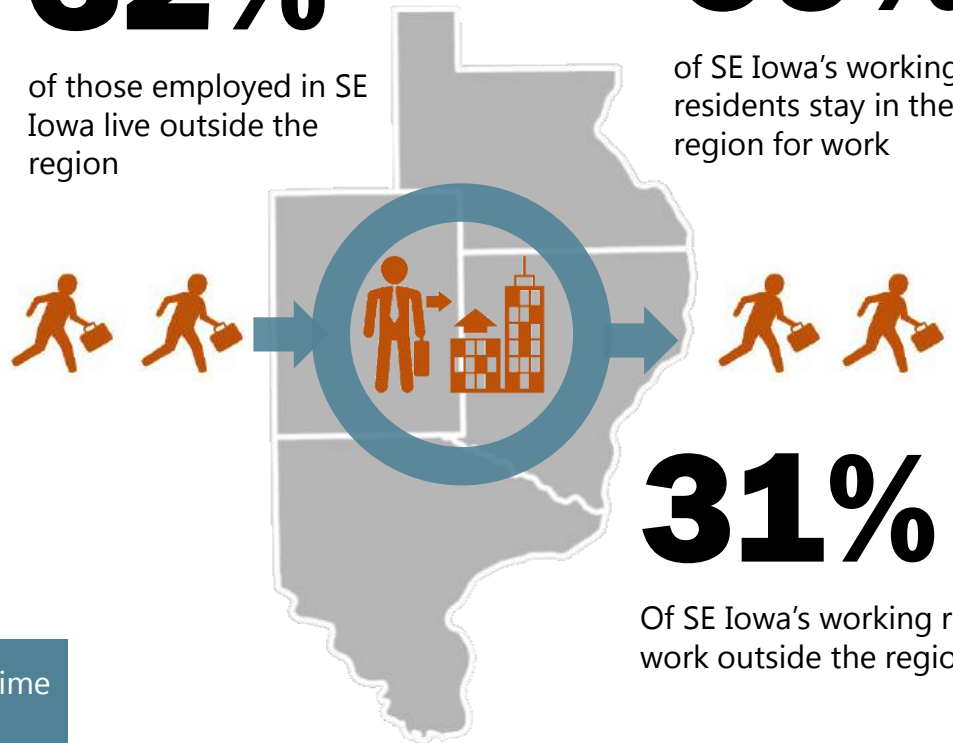 of those employed in SE
Iowa live outside the
region
of SE Iowa's working
residents stay in the
region for work
31%
Of SE Iowa's working r
work outside the regio
ime